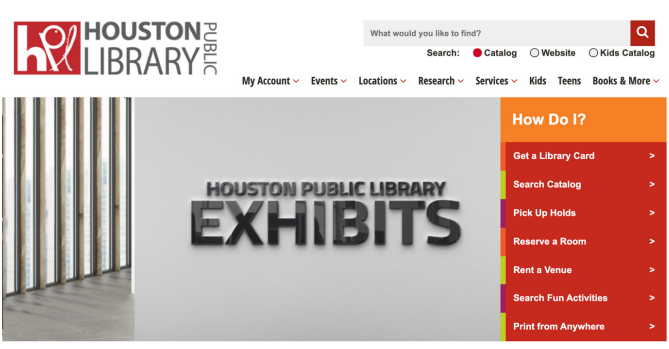 hpl HOUSTON PUBLIC
LIBRARY
What would you like to find?
Search: Catalog Website Kids Catalog
My Account Events Locations Research Services Kids Teens Books & More
HOUSTON PUBLIC LIBRARY
EXHIBITS
How Do I?
Get a Library Card >
Search Catalog >
Pick Up Holds >
Reserve a Room >
Rent a Venue >
Search Fun Activities >
Print from Anywhere >